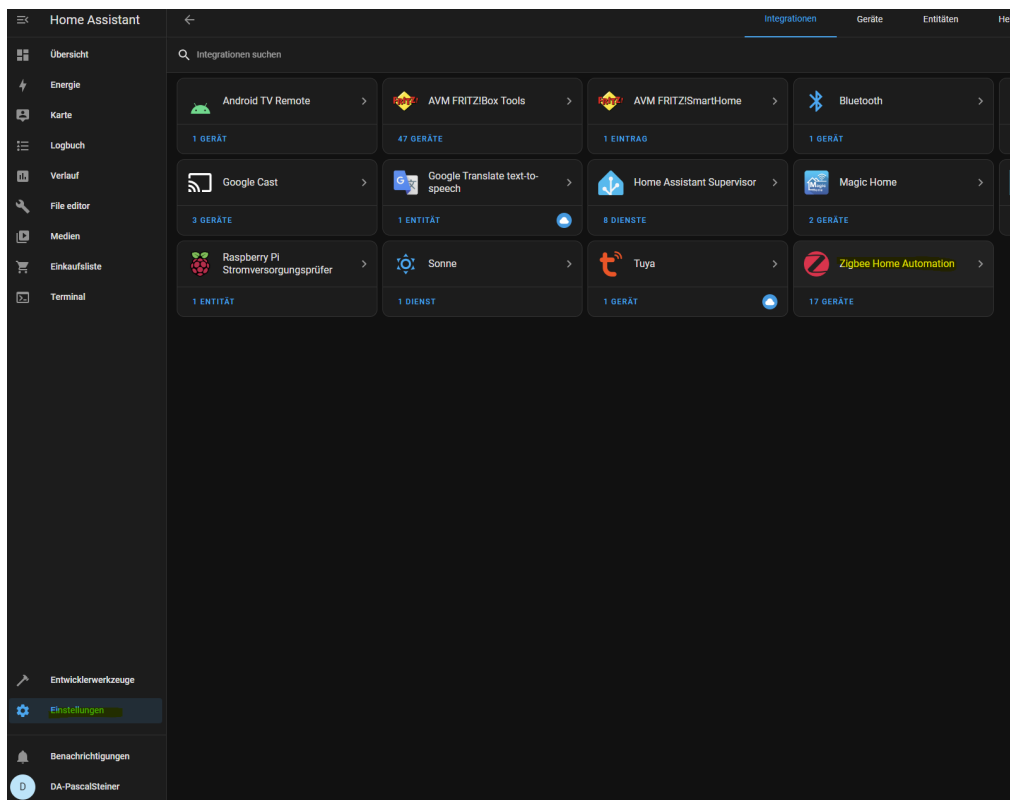 Home Assistant
Integrationen
Geräte
Entitäten
He
Übersicht
Integrationen suchen
Energie
Karte
Logbuch
Verlauf
File editor
Medien
Einkaufsliste
Terminal
Android TV Remote
1 GERÄT
FRITZ!
AVM FRITZ!Box Tools
47 GERÄTE
FRITZ!
AVM FRITZ!SmartHome
1 EINTRAG
Bluetooth
1 GERÄT
Google Cast
3 GERÄTE
G
Google Translate text-to-
speech
1 ENTITÄT
Home Assistant Supervisor
8 DIENSTE
Magic
Magic Home
2 GERÄTE
Raspberry Pi
Stromversorgungsprüfer
1 ENTITÄT
Sonne
1 DIENST
Tuya
1 GERÄT
Zigbee Home Automation
17 GERÄTE
Entwicklerwerkzeuge
Einstellungen
Benachrichtigungen
D
DA-PascalSteiner